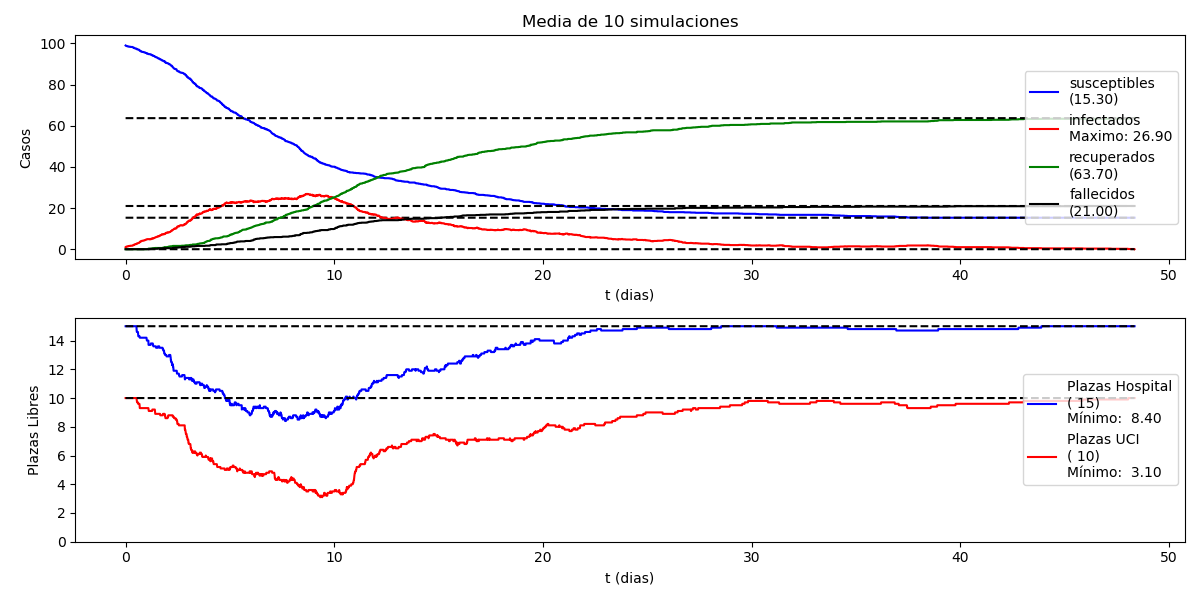 Media de 10 simulaciones
Casos
100
80
60
40
20
0
susceptibles
(15.30)
infectados
Maximo: 26.90
recuperados
(63.70)
fallecidos
(21.00)
0
10
20
30
40
50
t (dias)
Plazas Libres
14
12
10
8
6
4
2
0
Plazas Hospital
( 15)
Mínimo:  8.40
Plazas UCI
( 10)
Mínimo:  3.10
0
10
20
30
40
50
t (dias)